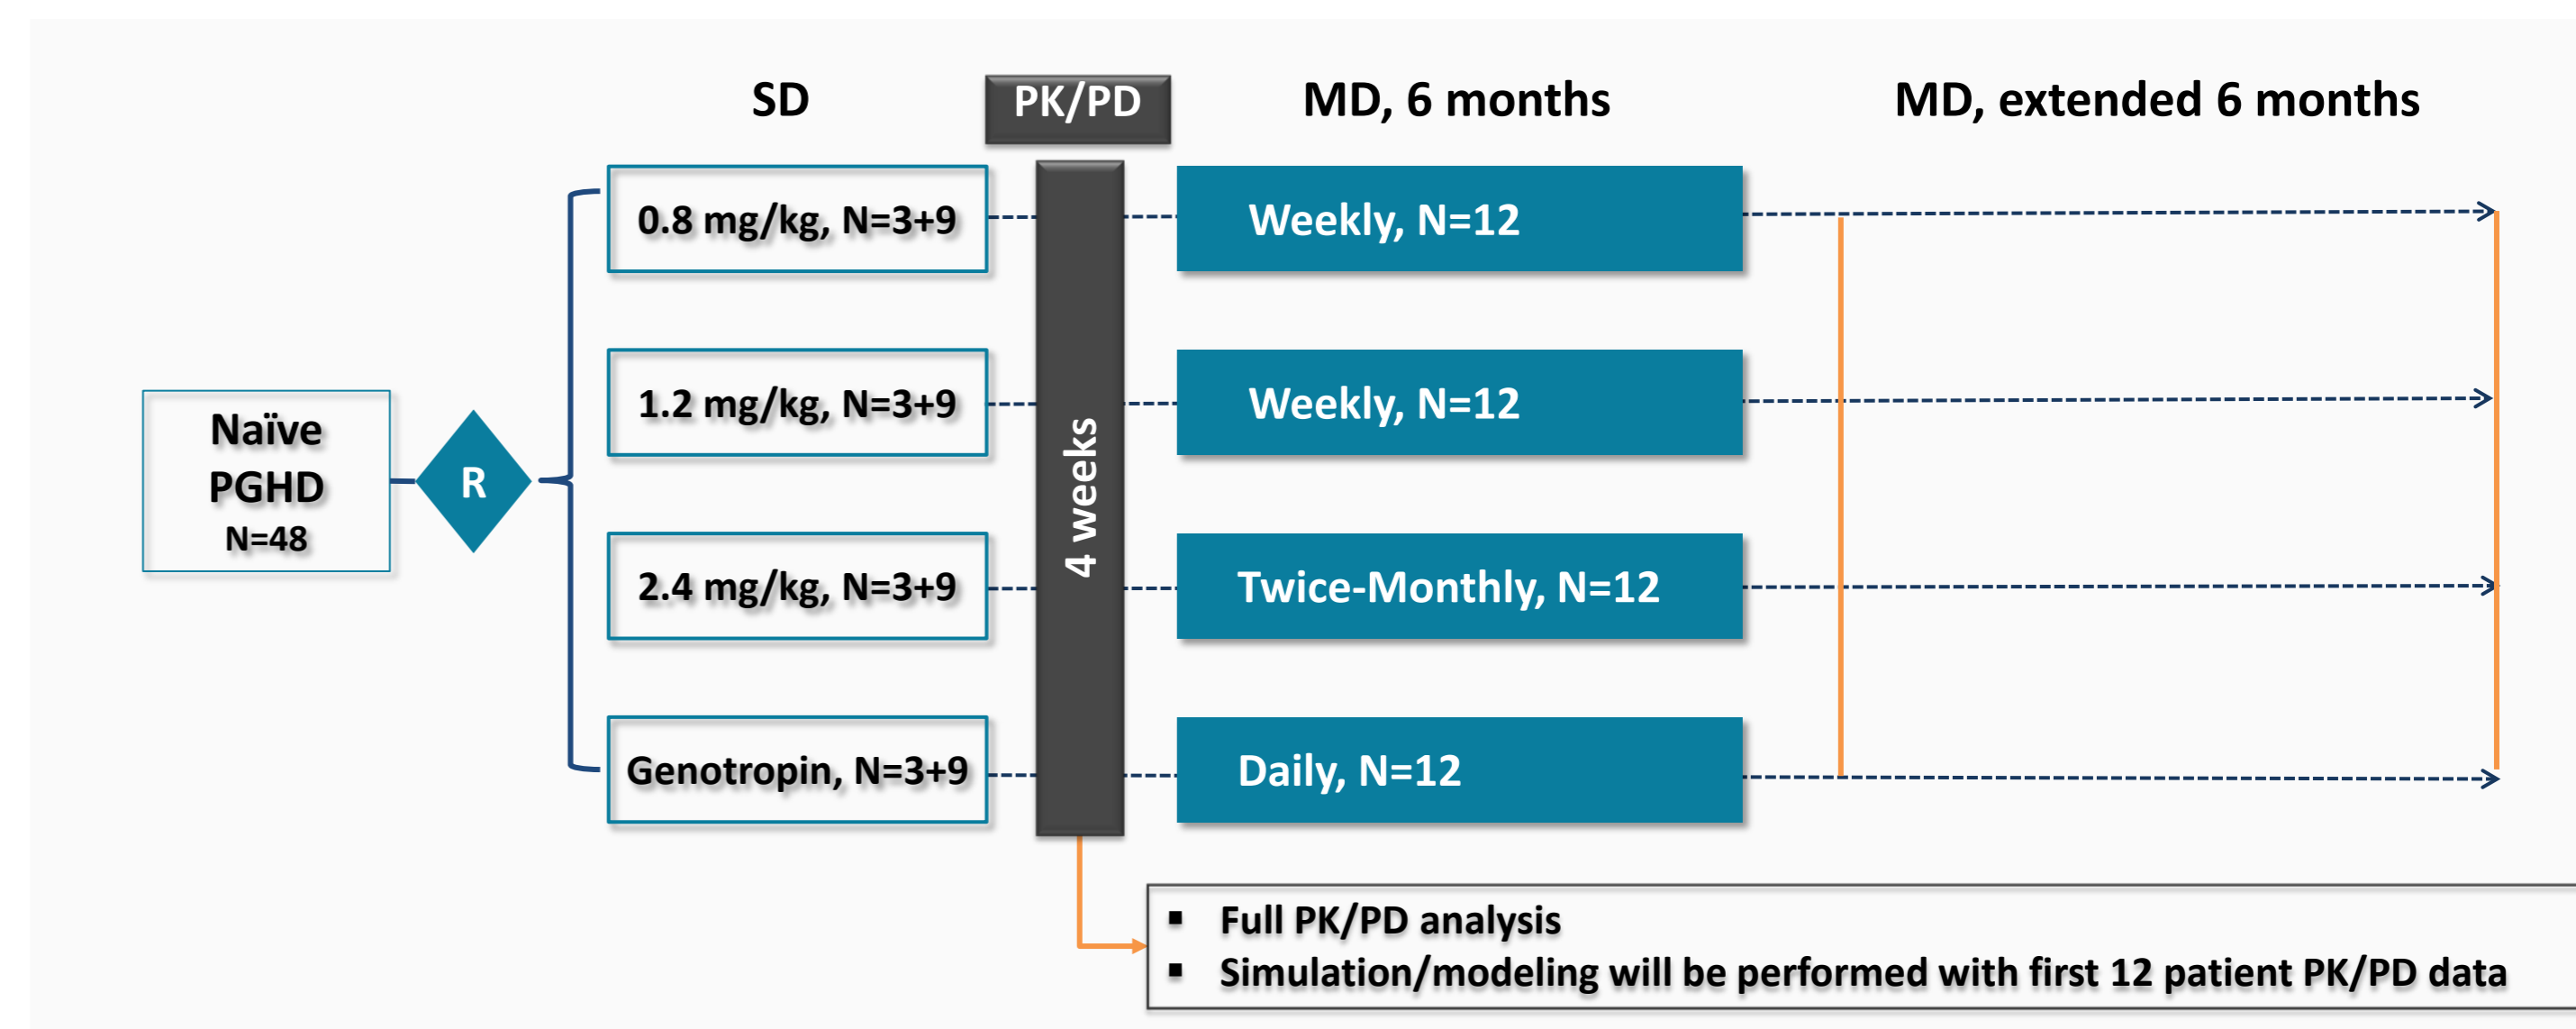 SD
PK/PD
MD, 6 months
MD, extended 6 months
Naïve
PGHD
N=48
R
0.8 mg/kg, N=3+9
1.2 mg/kg, N=3+9
2.4 mg/kg, N=3+9
Genotropin, N=3+9
4 weeks
Weekly, N=12
Weekly, N=12
Twice-Monthly, N=12
Daily, N=12
▪ Full PK/PD analysis
▪ Simulation/modeling will be performed with first 12 patient PK/PD data